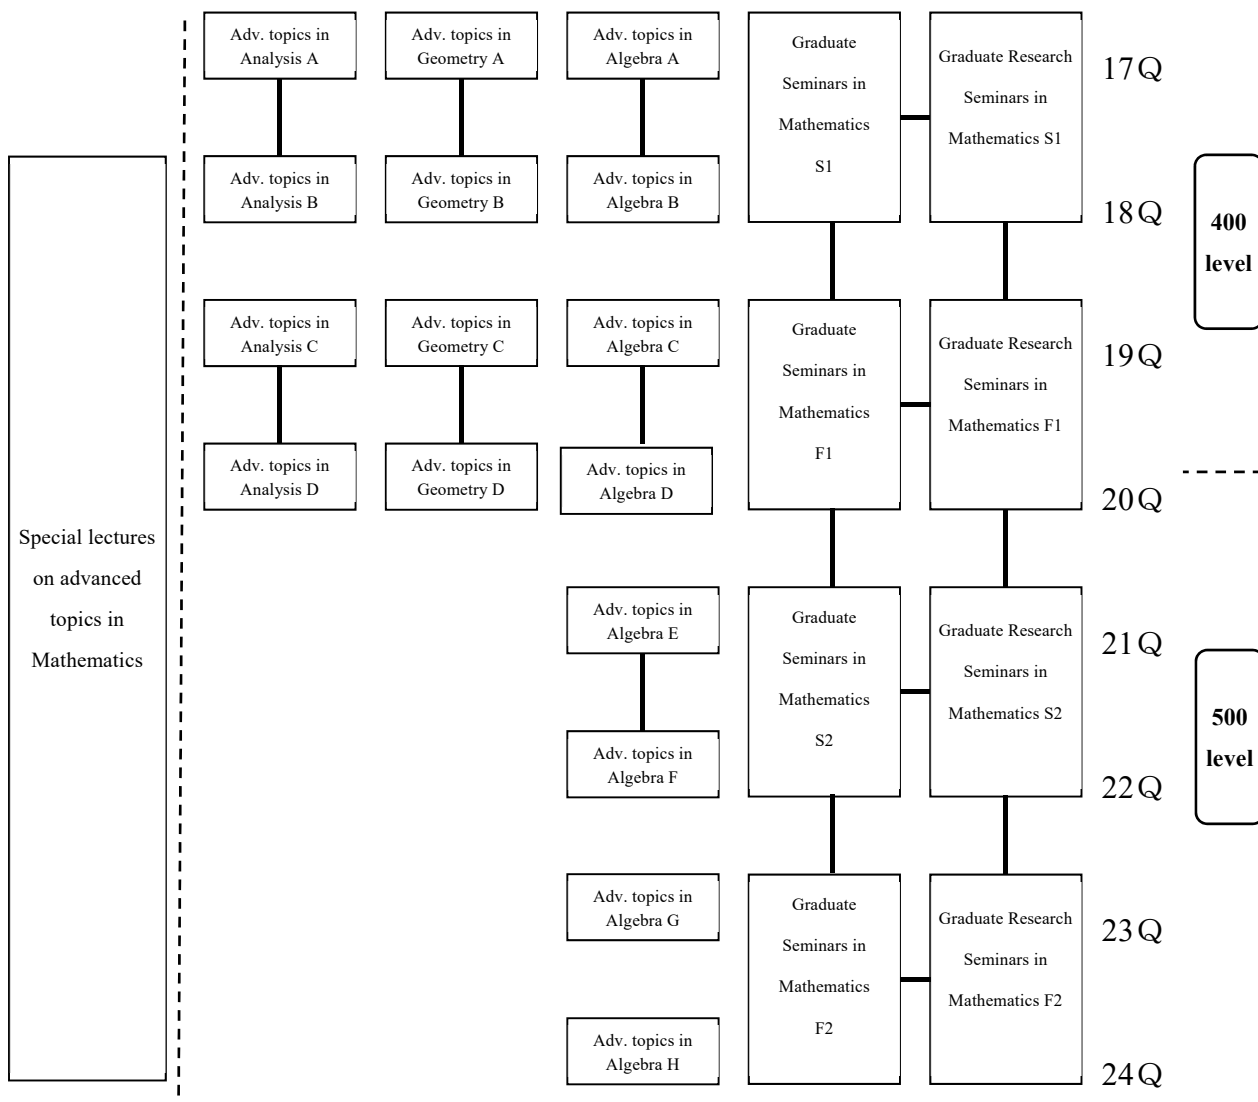 Adv. topics in
Analysis A
Adv. topics in
Geometry A
Adv. topics in
Algebra A
Graduate
Seminars in
Mathematics
S1
Graduate Research
Seminars in
Mathematics S1
17Q
Adv. topics in
Analysis B
Adv. topics in
Geometry B
Adv. topics in
Algebra B
18Q
400
level
Adv. topics in
Analysis C
Adv. topics in
Geometry C
Adv. topics in
Algebra C
Graduate
Seminars in
Mathematics
F1
Graduate Research
Seminars in
Mathematics F1
19Q
Adv. topics in
Analysis D
Adv. topics in
Geometry D
Adv. topics in
Algebra D
20Q
Special lectures
on advanced
topics in
Mathematics
Adv. topics in
Algebra E
Graduate
Seminars in
Mathematics
S2
Graduate Research
Seminars in
Mathematics S2
21Q
500
level
Adv. topics in
Algebra F
22Q
Adv. topics in
Algebra G
Graduate
Seminars in
Mathematics
F2
Graduate Research
Seminars in
Mathematics F2
23Q
Adv. topics in
Algebra H
24Q